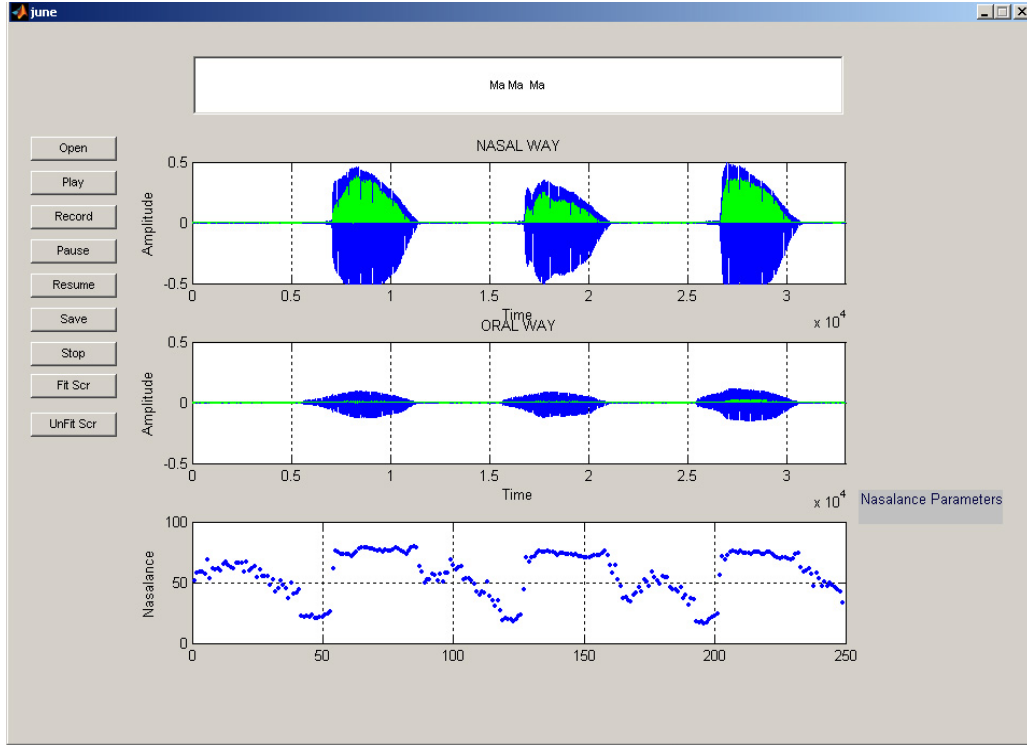 june
Ma Ma Ma
Open
Play
Record
Pause
Resume
Save
Stop
Fit Scr
UnFit Scr
NASAL WAY
Amplitude
0.5
0
-0.5
0 0.5 1 1.5 2 2.5 3
Time
x 10^4
ORAL WAY
Amplitude
0.5
0
-0.5
0 0.5 1 1.5 2 2.5 3
Time
x 10^4
Nasalance Parameters
Nasalance
100
50
0
0 50 100 150 200 250